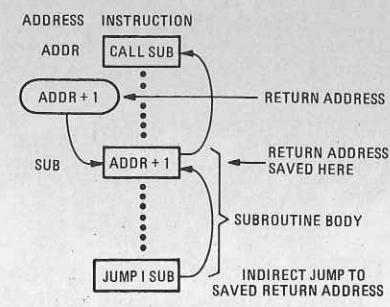 ADDRESS INSTRUCTION
ADDR CALL SUB
ADDR + 1 RETURN ADDRESS
SUB ADDR + 1 RETURN ADDRESS
SAVED HERE
SUBROUTINE BODY
JUMP I SUB INDIRECT JUMP TO
SAVED RETURN ADDRESS